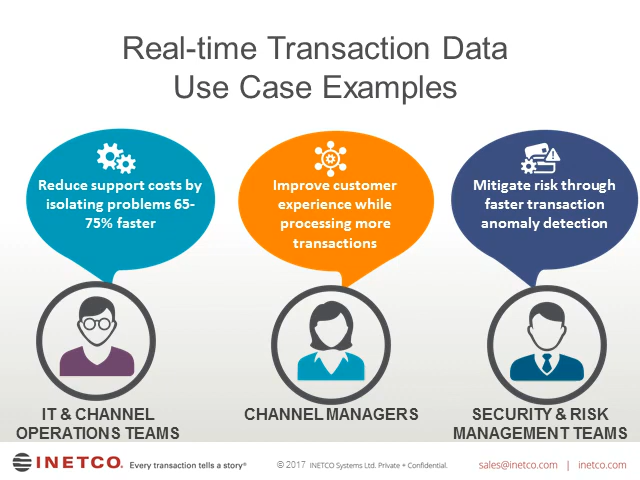 Real-time Transaction Data
Use Case Examples
Reduce support costs by
isolating problems 65-
75% faster
Improve customer
experience while
processing more
transactions
Mitigate risk through
faster transaction
anomaly detection
IT & CHANNEL
OPERATIONS TEAMS
CHANNEL MANAGERS
SECURITY & RISK
MANAGEMENT TEAMS
INETCO. Every transaction tells a story® © 2017 INETCO Systems Ltd. Private + Confidential. sales@inetco.com | inetco.com